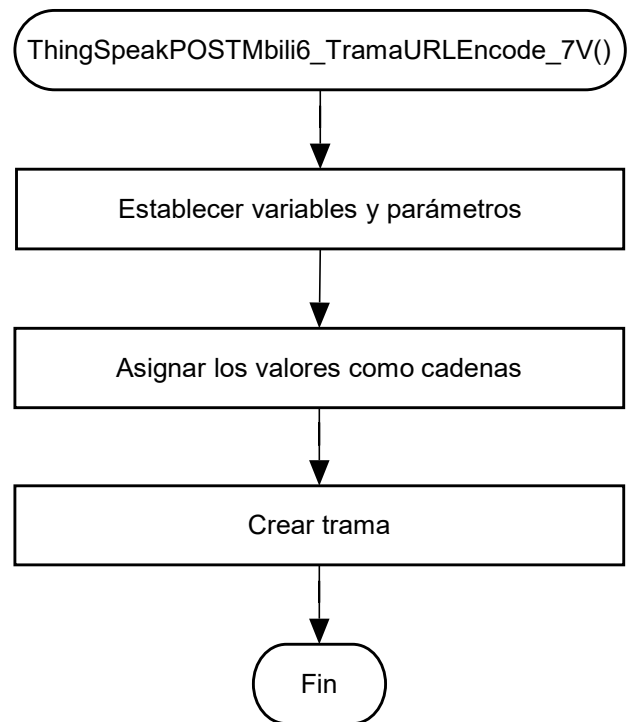 ThingSpeakPOSTMbili6_TramaURLEncode_7V()
Establecer variables y parámetros
Asignar los valores como cadenas
Crear trama
Fin